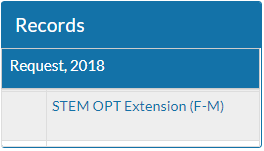 Records
Request, 2018
STEM OPT Extension (F-M)